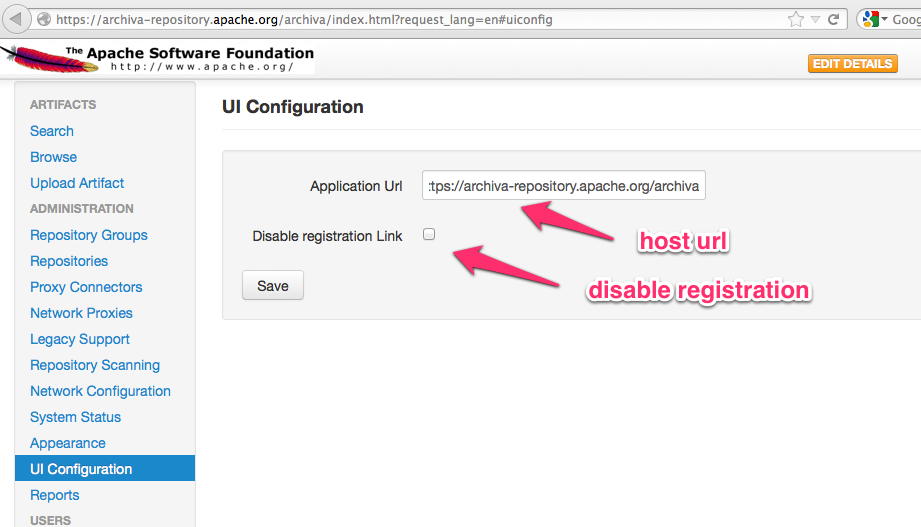 https://archiva-repository.apache.org/archiva/index.html?request_lang=en#uiconfig
Goog
The Apache Software Foundation
http://www.apache.org/
EDIT DETAILS
ARTIFACTS
Search
Browse
Upload Artifact
ADMINISTRATION
Repository Groups
Repositories
Proxy Connectors
Network Proxies
Legacy Support
Repository Scanning
Network Configuration
System Status
Appearance
UI Configuration
Reports
USERS
UI Configuration
Application Url
ttps://archiva-repository.apache.org/archiva
host url
Disable registration Link
disable registration
Save